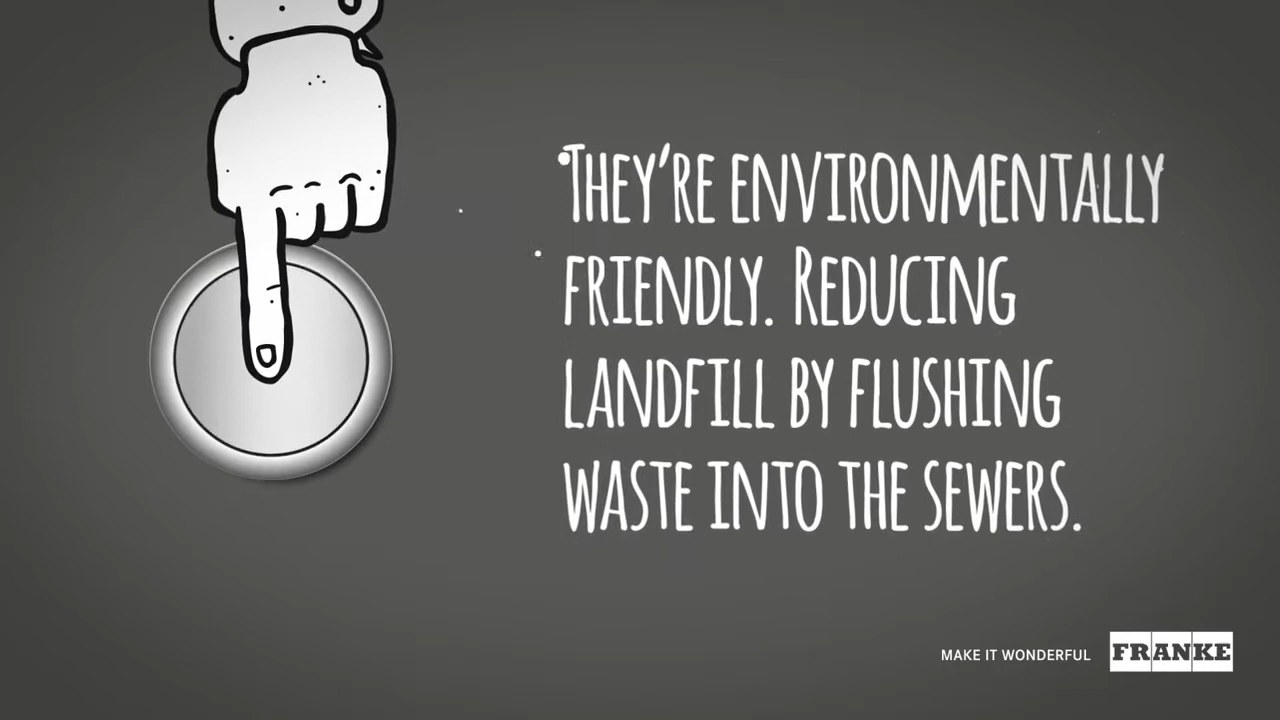 They're environmentally
friendly. Reducing
landfill by flushing
waste into the sewers.
MAKE IT WONDERFUL
FRANKE